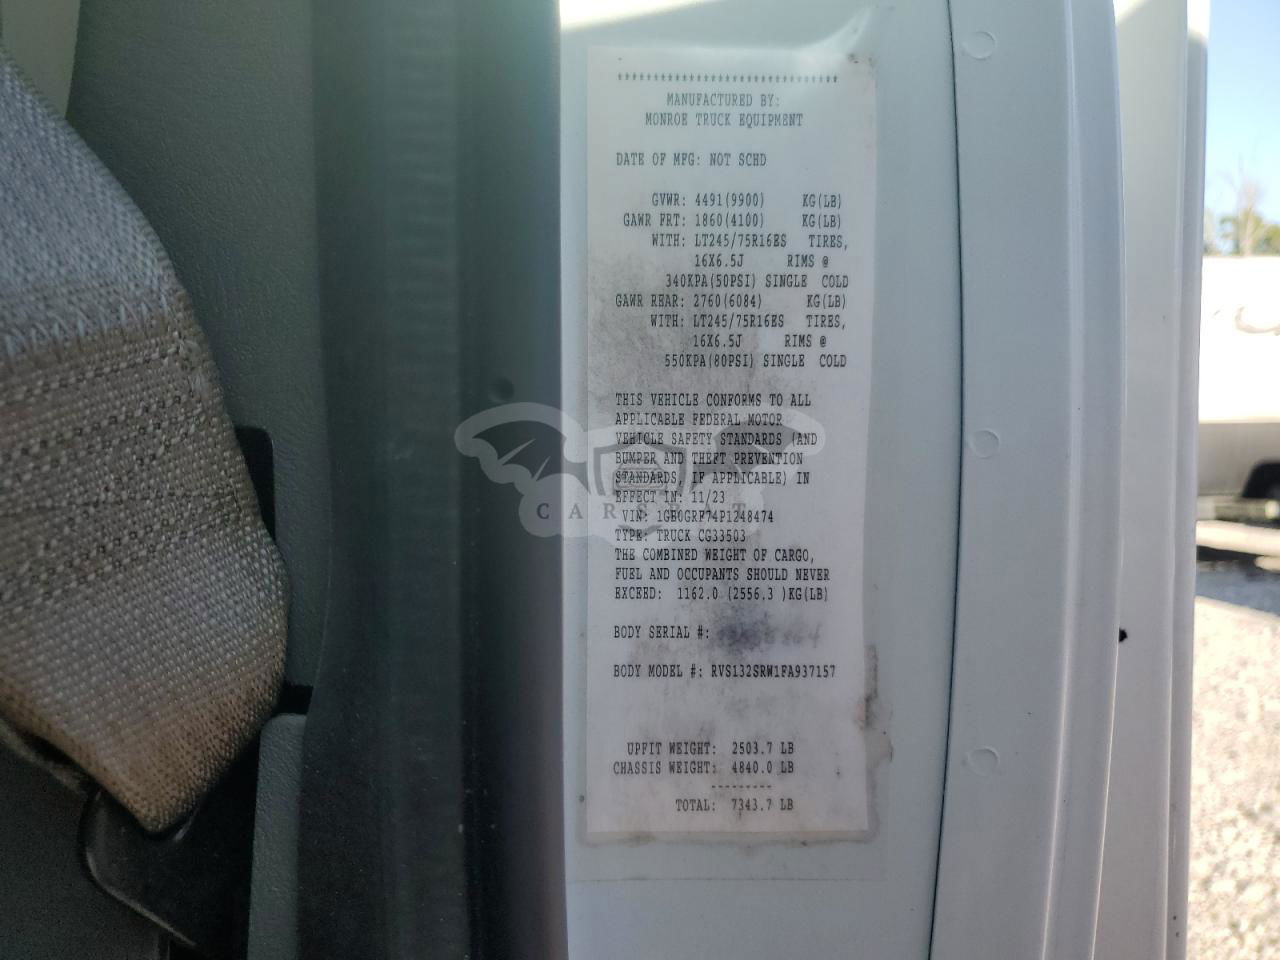 *******************************
MANUFACTURED BY:
MONROE TRUCK EQUIPMENT
DATE OF MFG: NOT SCHD
GVWR: 4491(9900) KG(LB)
GAWR FRT: 1860(4100) KG(LB)
WITH: LT245/75R16ES TIRES,
16X6.5J RIMS @
340KPA(50PSI) SINGLE COLD
GAWR REAR: 2760(6084) KG(LB)
WITH: LT245/75R16ES TIRES,
16X6.5J RIMS @
550KPA(80PSI) SINGLE COLD
THIS VEHICLE CONFORMS TO ALL
APPLICABLE FEDERAL MOTOR
VEHICLE SAFETY STANDARDS (AND
BUMPER AND THEFT PREVENTION
STANDARDS, IF APPLICABLE) IN
EFFECT IN: 11/23
VIN: 1GB0GRF74P1248474
TYPE: TRUCK CG33503
THE COMBINED WEIGHT OF CARGO,
FUEL AND OCCUPANTS SHOULD NEVER
EXCEED: 1162.0 (2556.3 )KG(LB)
BODY SERIAL #:
BODY MODEL #: RVS132SRW1FA937157
UPFIT WEIGHT: 2503.7 LB
CHASSIS WEIGHT: 4840.0 LB
---------
TOTAL: 7343.7 LB